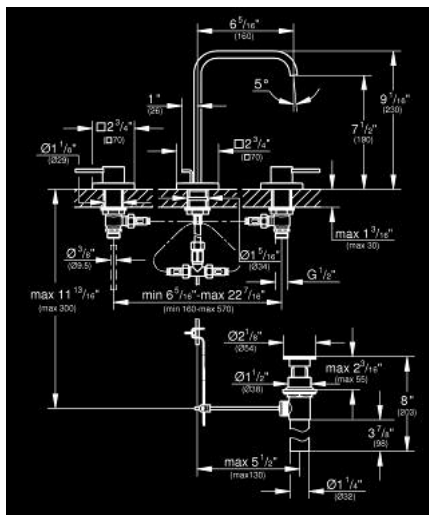 6 5/16"
(160)
5°
1"
(26)
9 1/16"
(230)
7 1/2"
(190)
□2 3/4"
(□70)
□2 3/4"
(□70)
Ø1 1/8"
(Ø29)
max 1 3/16"
(max 30)
Ø3/8"
(Ø9.5)
Ø1 5/16"
(Ø34)
G1/2"
max 11 13/16"
(max 300)
min 6 5/16"-max 22 7/16"
(min 160-max 570)
Ø2 1/8"
(Ø54)
max 2 3/16"
(max 55)
Ø1 1/2"
(Ø38)
8"
(203)
3 7/8"
(98)
max 5 1/2"
(max130)
Ø1 1/4"
(Ø32)